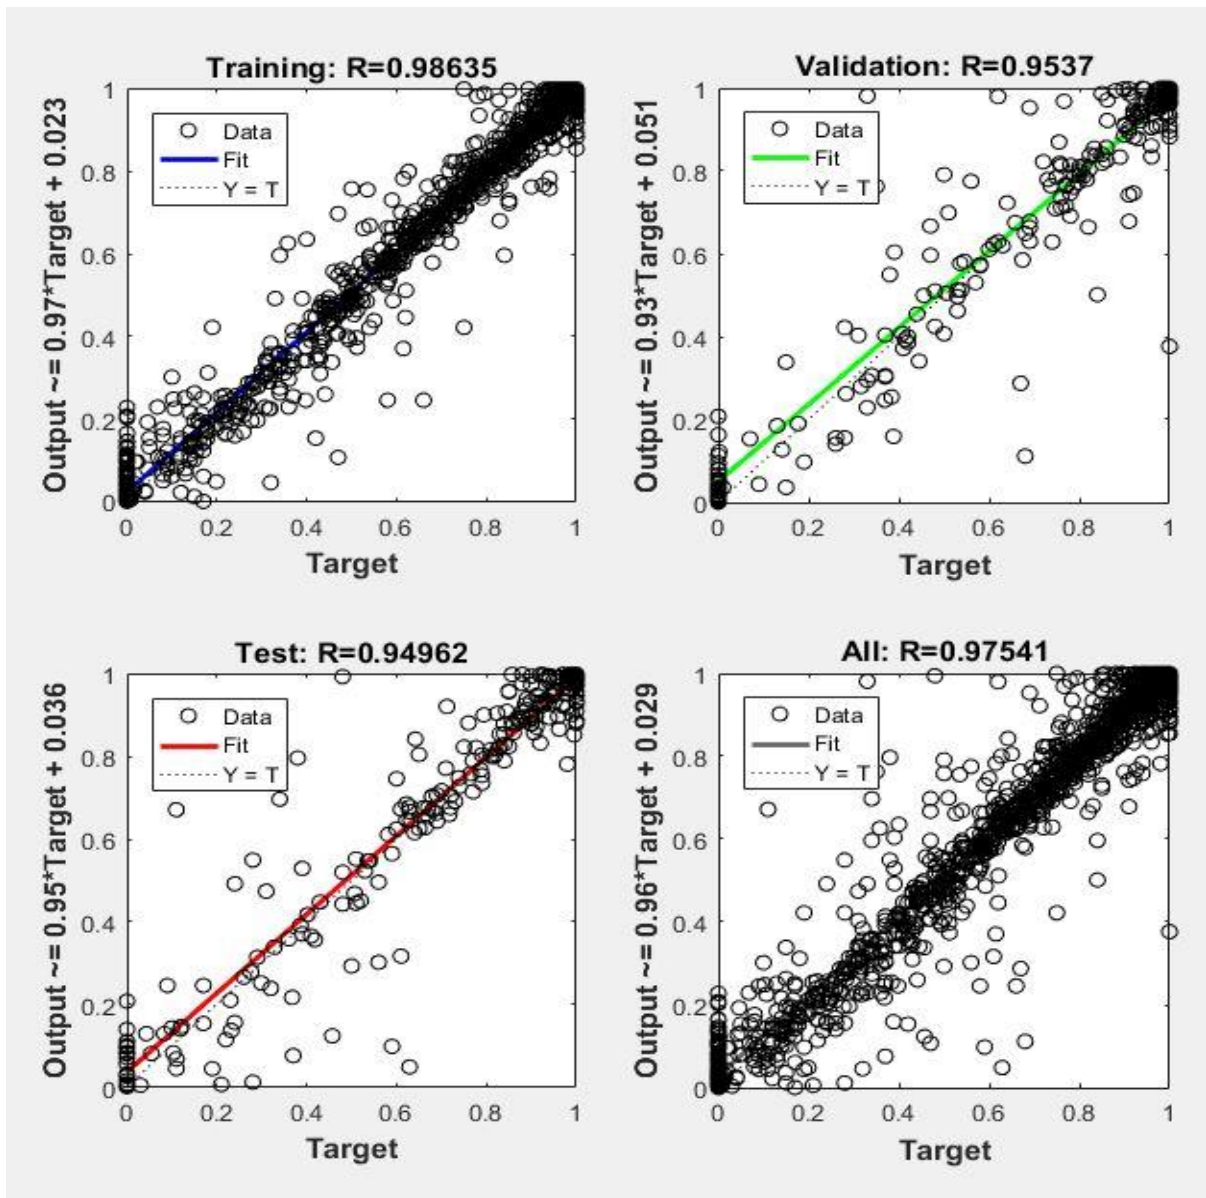 Training: R=0.98635
Output ~= 0.97*Target + 0.023
1
0.8
0.6
0.4
0.2
0
Data
Fit
Y = T
0 0.2 0.4 0.6 0.8 1
Target
Validation: R=0.9537
Output ~= 0.93*Target + 0.051
1
0.8
0.6
0.4
0.2
0
Data
Fit
Y = T
0 0.2 0.4 0.6 0.8 1
Target
Test: R=0.94962
Output ~= 0.95*Target + 0.036
1
0.8
0.6
0.4
0.2
0
Data
Fit
Y = T
0 0.2 0.4 0.6 0.8 1
Target
All: R=0.97541
Output ~= 0.96*Target + 0.029
1
0.8
0.6
0.4
0.2
0
Data
Fit
Y = T
0 0.2 0.4 0.6 0.8 1
Target